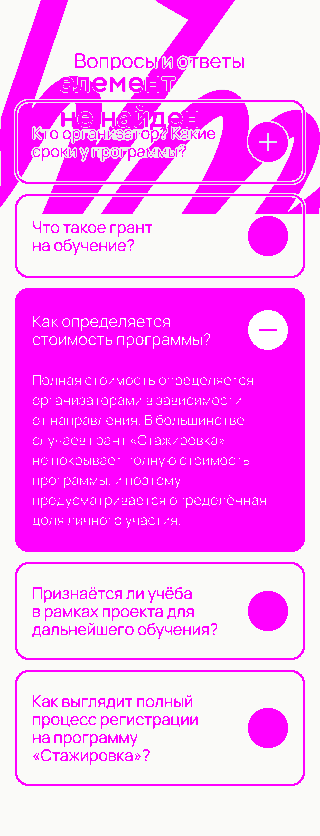 Вопросы и ответы
элемент
не найден
Кто организатор? Какие
сроки у программы?
Что такое грант
на обучение?
Как определяется
стоимость программы?
Полная стоимость определяется
организаторами в зависимости
от направления. В большинстве
случаев грант «Стажировка»
не покрывает полную стоимость
программы, и поэтому
предусматривается определённая
доля личного участия.
Признаётся ли учёба
в рамках проекта для
дальнейшего обучения?
Как выглядит полный
процесс регистрации
на программу
«Стажировка»?